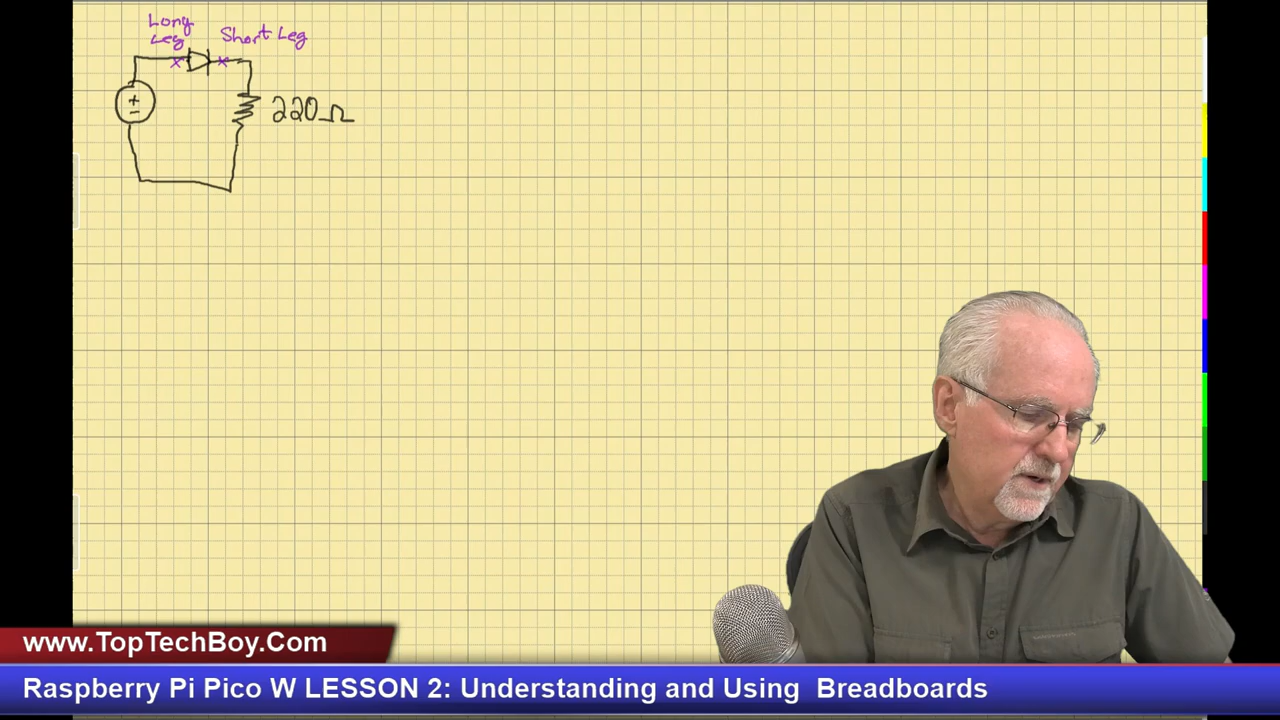 Long
Leg
Short Leg
+
−
220Ω
www.TopTechBoy.Com
Raspberry Pi Pico W LESSON 2: Understanding and Using  Breadboards